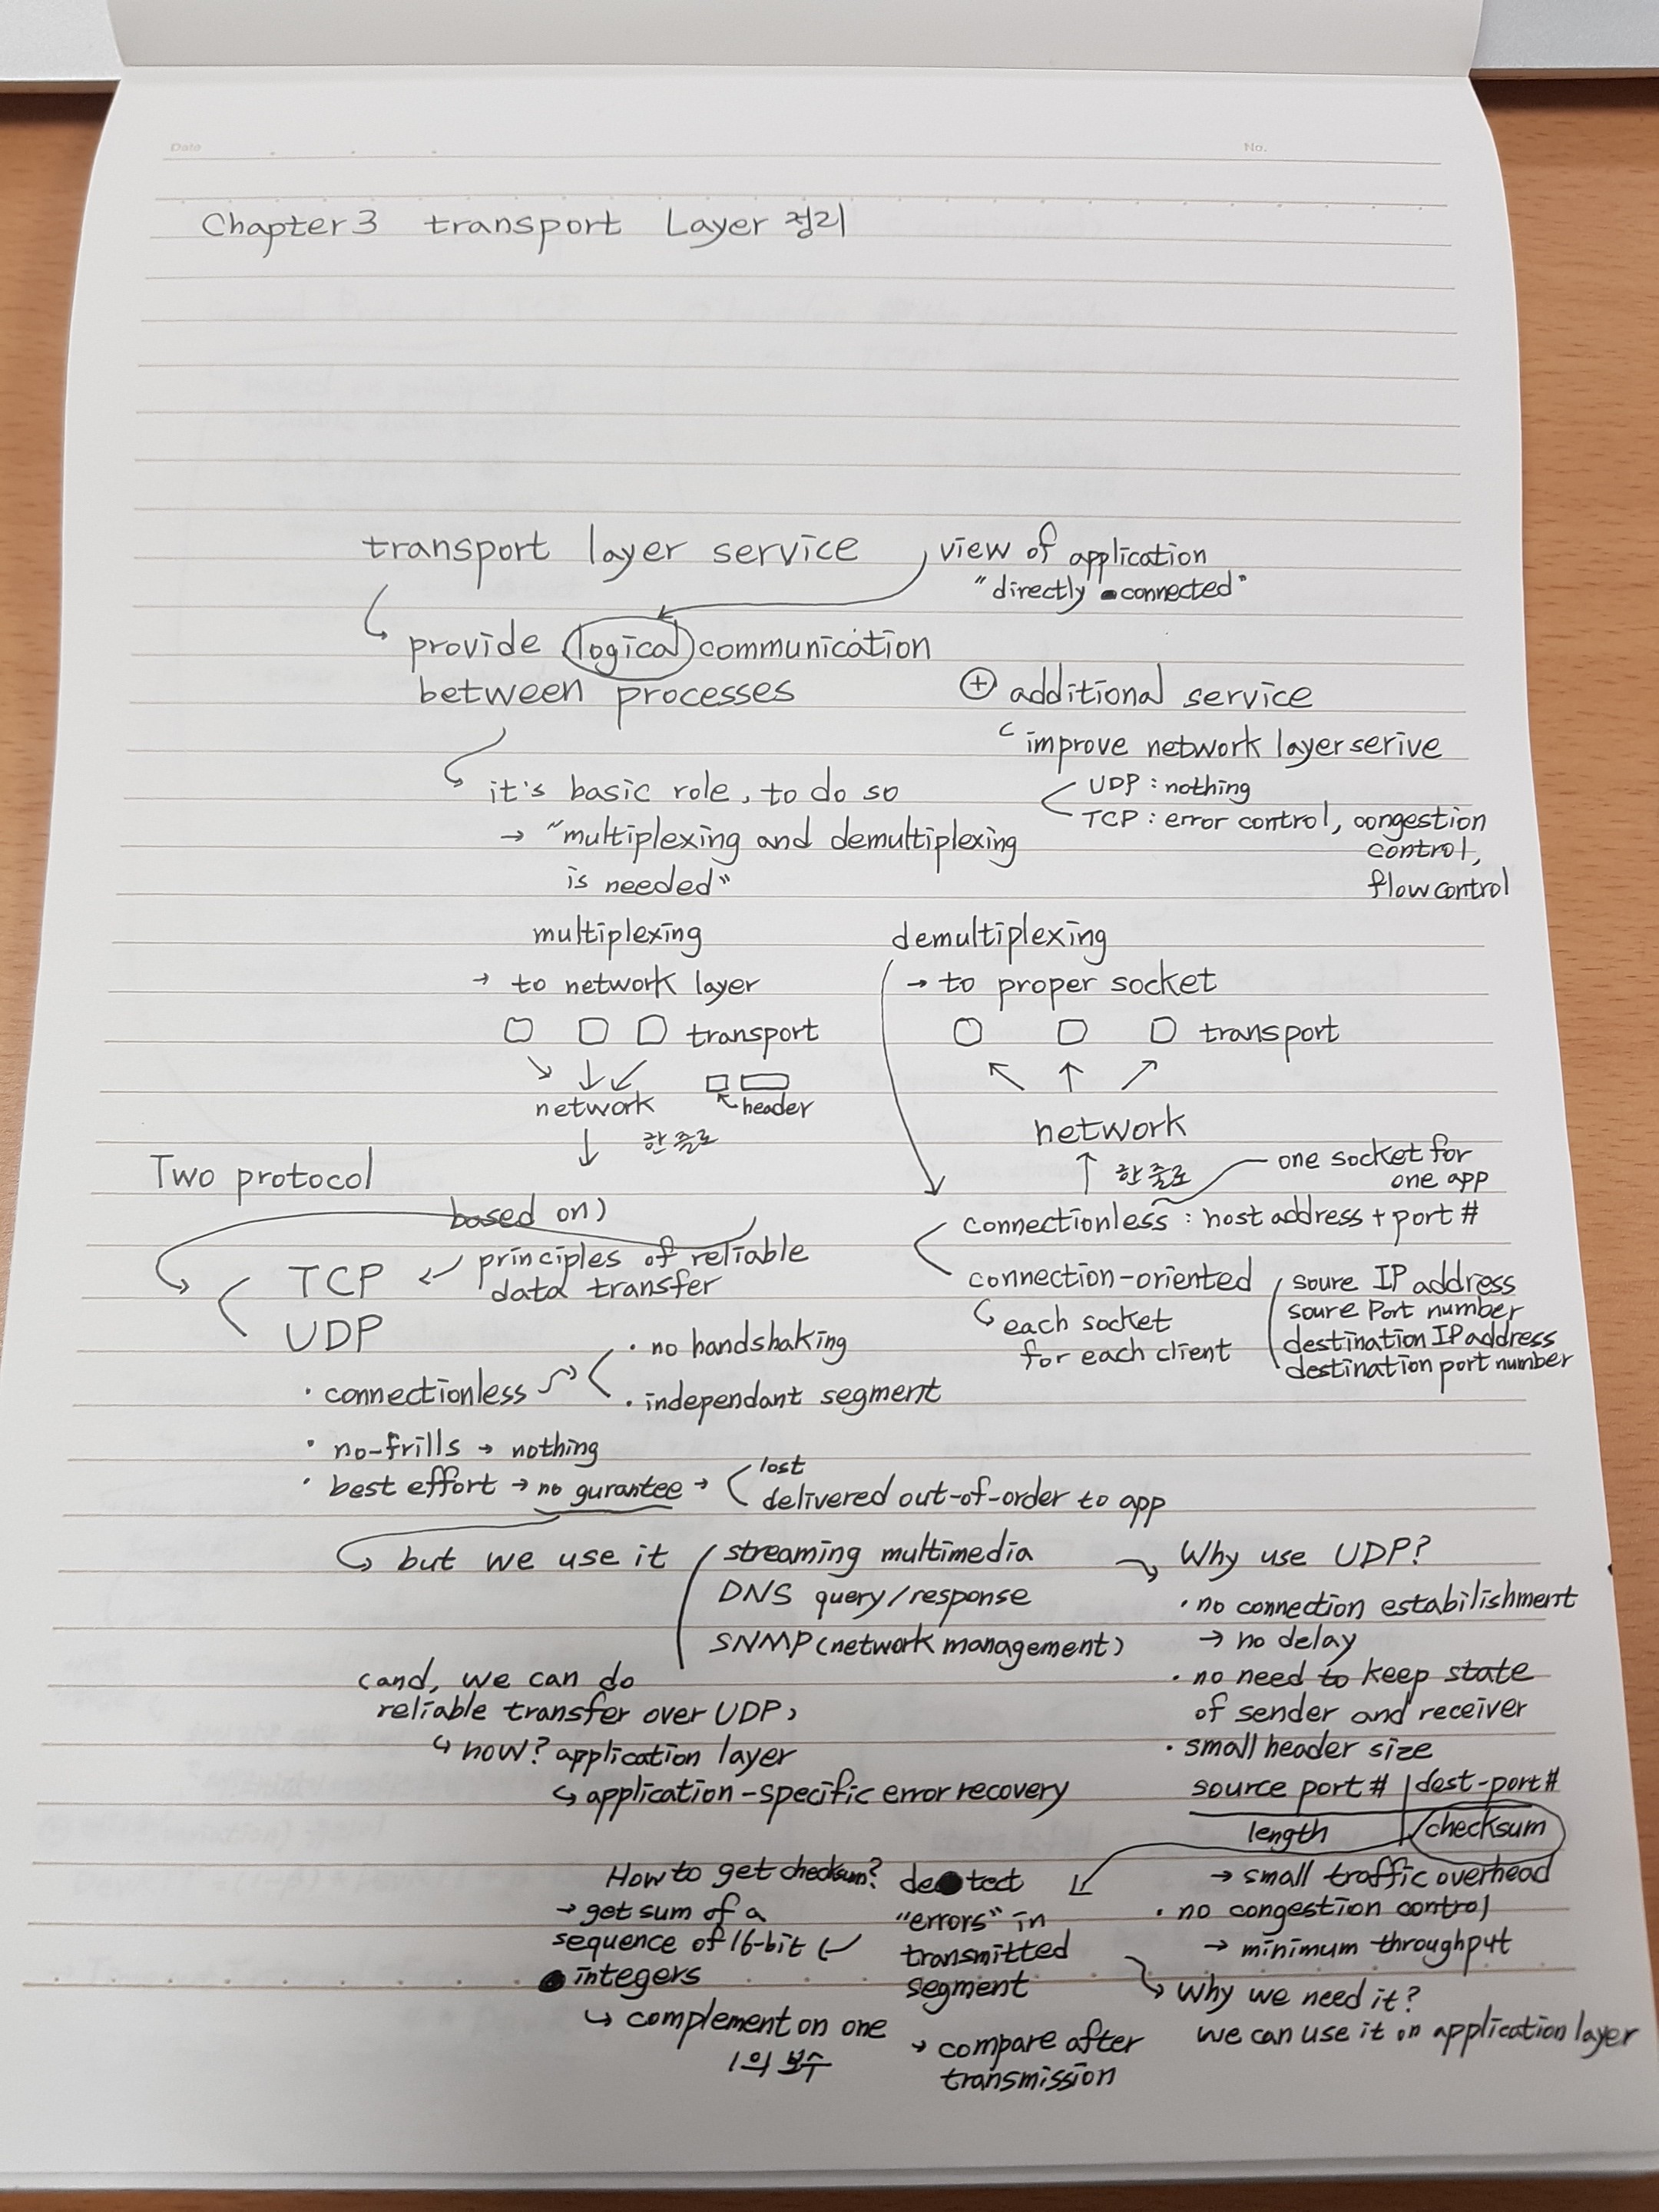 Date
No.
Chapter 3 transport Layer 정리
transport layer service
view of application
"directly connected"
provide logical communication
between processes
⊕ additional service
improve network layer serive
UDP : nothing
TCP : error control, congestion
control,
flow control
it's basic role, to do so
→ "multiplexing and demultiplexing
is needed"
multiplexing
→ to network layer
transport
network
header
한 줄로
demultiplexing
→ to proper socket
transport
network
한 줄로
one socket for
one app
connectionless : host address + port #
connection-oriented
each socket
for each client
soure IP address
soure Port number
destination IP address
destination port number
Two protocol
based on)
TCP
principles of reliable
data transfer
UDP
· connectionless
· no handshaking
· independant segment
· no-frills → nothing
· best effort → no gurantee →
lost
delivered out-of-order to app
but we use it
streaming multimedia
DNS query/response
SNMP (network management)
(and, we can do
reliable transfer over UDP)
how? application layer
application-specific error recovery
Why use UDP?
· no connection estabilishment
→ no delay
· no need to keep state
of sender and receiver
· small header size
source port # | dest-port #
length | checksum
→ small traffic overhead
· no congestion control
→ minimum throughput
Why we need it?
we can use it on application layer
detect
"errors" in
transmitted
segment
→ compare after
transmission
How to get checksum?
→ get sum of a
sequence of 16-bit
integers
complement on one
1의 보수